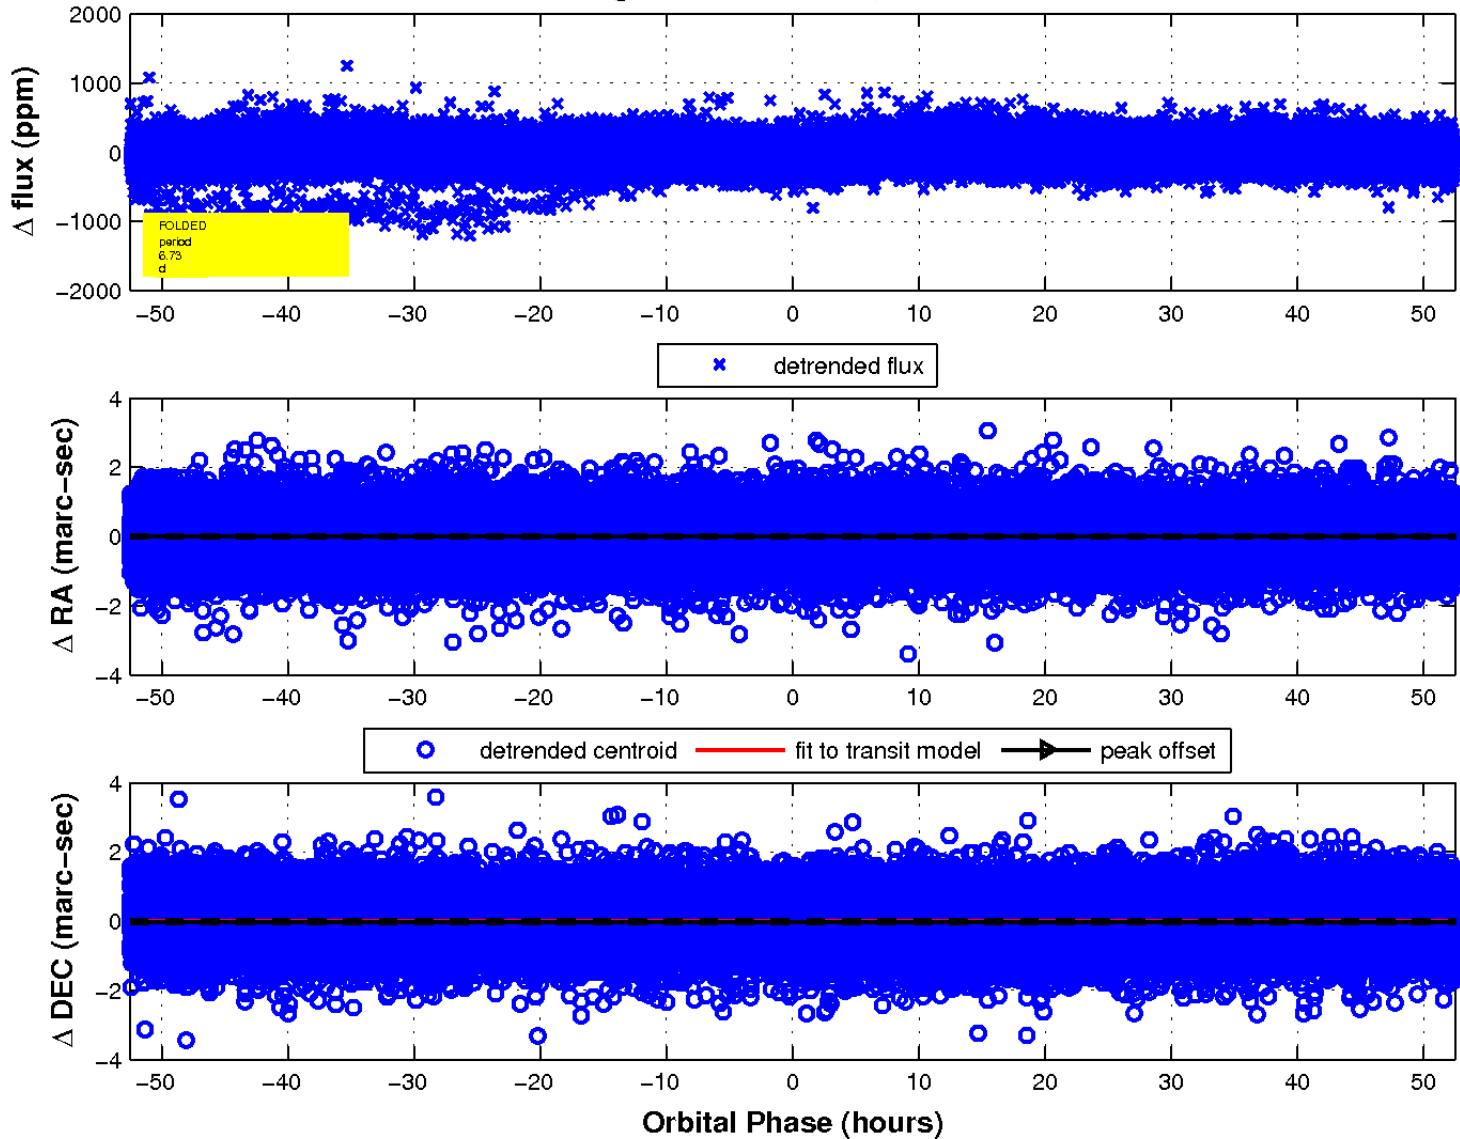 2000
1000
0
−1000
−2000
Δ flux (ppm)
FOLDED
period
6.73
d
−50 −40 −30 −20 −10 0 10 20 30 40 50
detrended flux
4
2
0
−2
−4
Δ RA (marc−sec)
−50 −40 −30 −20 −10 0 10 20 30 40 50
detrended centroid fit to transit model peak offset
4
2
0
−2
−4
Δ DEC (marc−sec)
−50 −40 −30 −20 −10 0 10 20 30 40 50
Orbital Phase (hours)